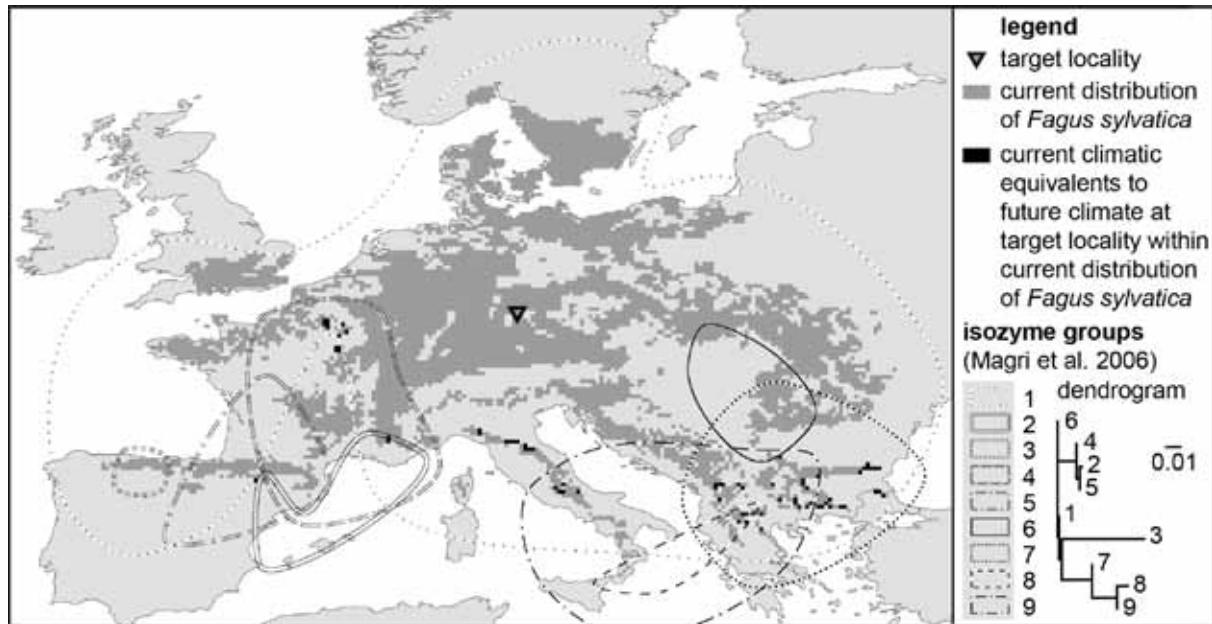 legend
target locality
current distribution
of Fagus sylvatica
current climatic
equivalents to
future climate at
target locality within
current distribution
of Fagus sylvatica
isozyme groups
(Magri et al. 2006)
dendrogram
1
2
3
4
5
6
7
8
9
6
4
2
5
0.01
1
3
7
8
9